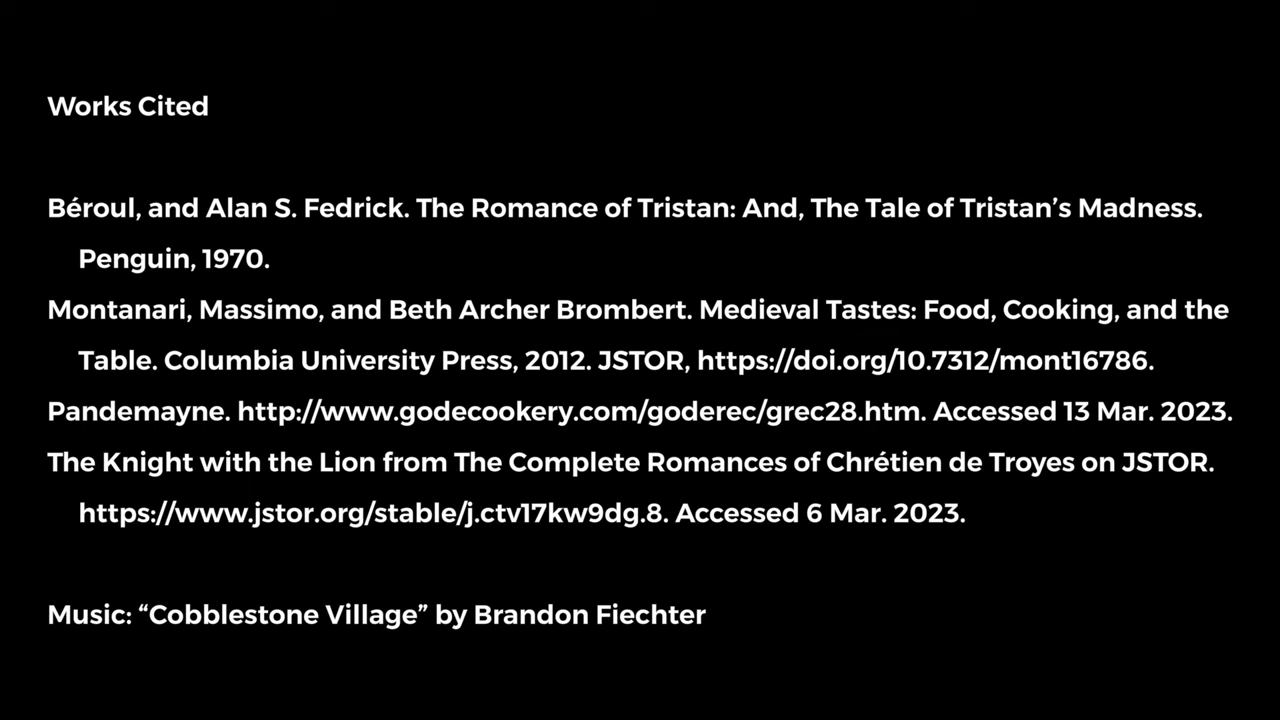 Works Cited
Béroul, and Alan S. Fedrick. The Romance of Tristan: And, The Tale of Tristan’s Madness.
Penguin, 1970.
Montanari, Massimo, and Beth Archer Brombert. Medieval Tastes: Food, Cooking, and the
Table. Columbia University Press, 2012. JSTOR, https://doi.org/10.7312/mont16786.
Pandemayne. http://www.godecookery.com/goderec/grec28.htm. Accessed 13 Mar. 2023.
The Knight with the Lion from The Complete Romances of Chrétien de Troyes on JSTOR.
https://www.jstor.org/stable/j.ctv17kw9dg.8. Accessed 6 Mar. 2023.
Music: “Cobblestone Village” by Brandon Fiechter